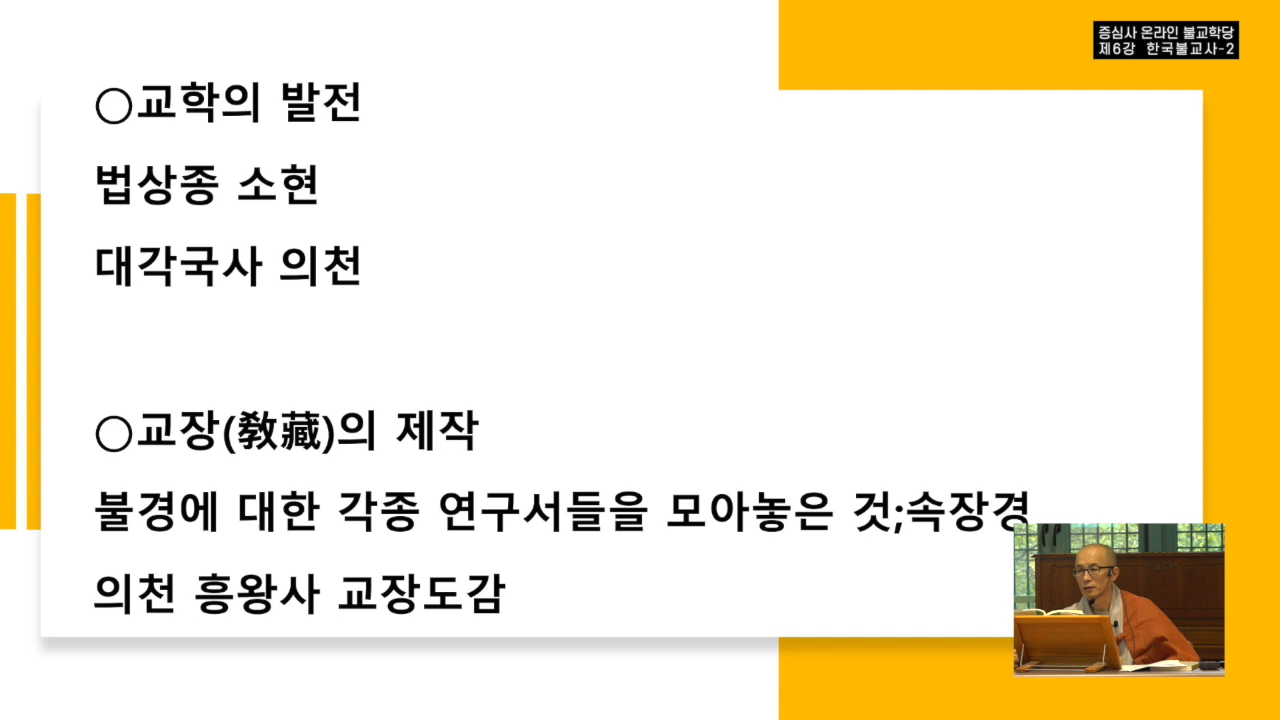 증심사 온라인 불교학당
제6강 한국불교사-2
○교학의 발전
법상종 소현
대각국사 의천
○교장(敎藏)의 제작
불경에 대한 각종 연구서들을 모아놓은 것;속장경
의천 흥왕사 교장도감